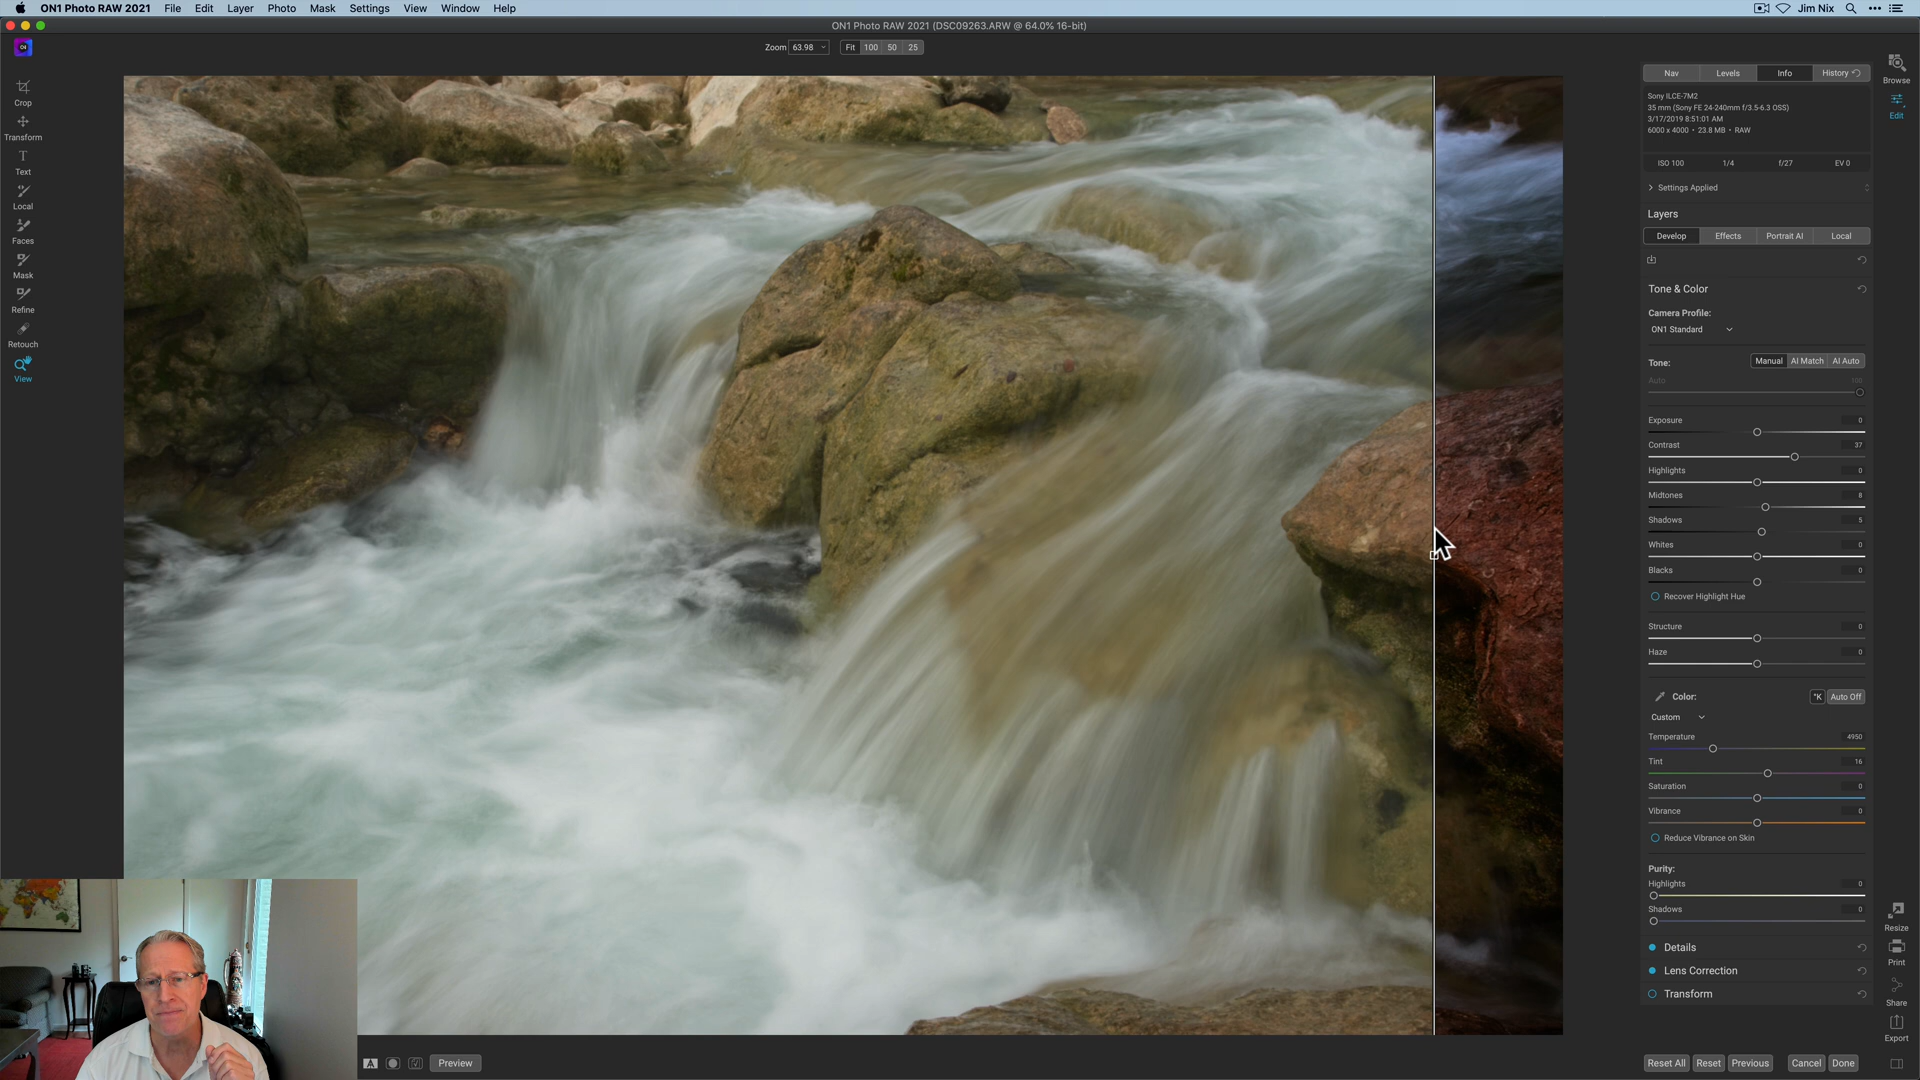 ON1 Photo RAW 2021 File Edit Layer Photo Mask Settings View Window Help Jim Nix
ON1 Photo RAW 2021 (DSC09263.ARW @ 64.0% 16-bit)
Zoom 63.98 Fit 100 50 25
Crop
Transform
Text
Local
Faces
Mask
Refine
Retouch
View
Nav Levels Info History
Sony ILCE-7M2
35 mm (Sony FE 24-240mm f/3.5-6.3 OSS)
3/17/2019 8:51:01 AM
6000 x 4000 • 23.8 MB • RAW
ISO 100 1/4 f/27 EV 0
Settings Applied
Layers
Develop Effects Portrait AI Local
Tone & Color
Camera Profile:
ON1 Standard
Tone: Manual AI Match AI Auto
Auto 100
Exposure 0
Contrast 37
Highlights 0
Midtones 8
Shadows 5
Whites 0
Blacks 0
Recover Highlight Hue
Structure 0
Haze 0
Color: °K Auto Off
Custom
Temperature 4950
Tint 16
Saturation 0
Vibrance 0
Reduce Vibrance on Skin
Purity:
Highlights 0
Shadows 0
Details
Lens Correction
Transform
Browse
Edit
Resize
Print
Share
Export
Preview
Reset All Reset Previous Cancel Done